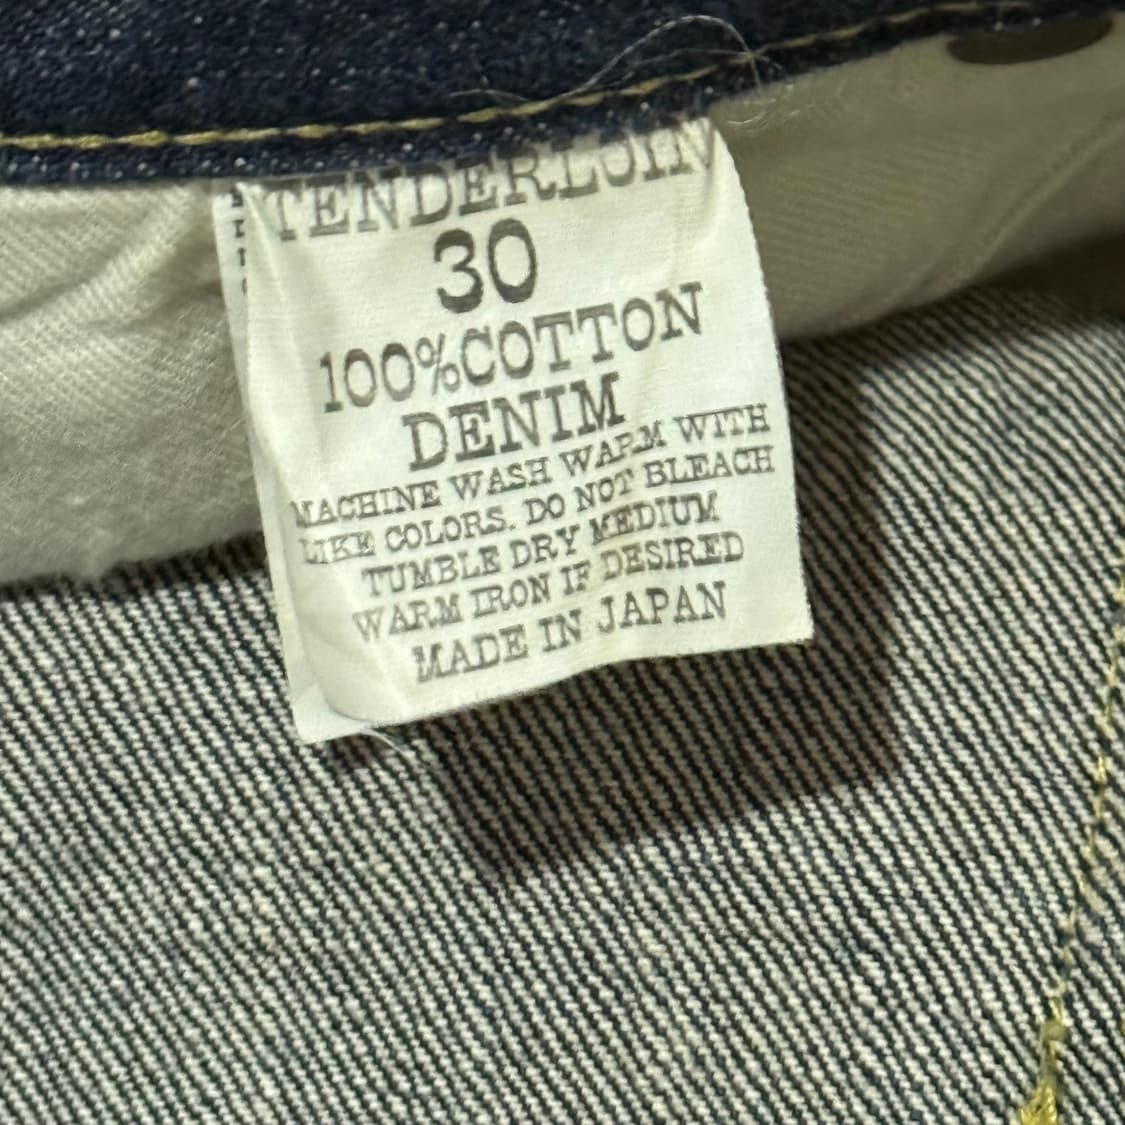 TENDERLOIN
30
100%COTTON
DENIM
MACHINE WASH WARM WITH
LIKE COLORS. DO NOT BLEACH
TUMBLE DRY MEDIUM
WARM IRON IF DESIRED
MADE IN JAPAN